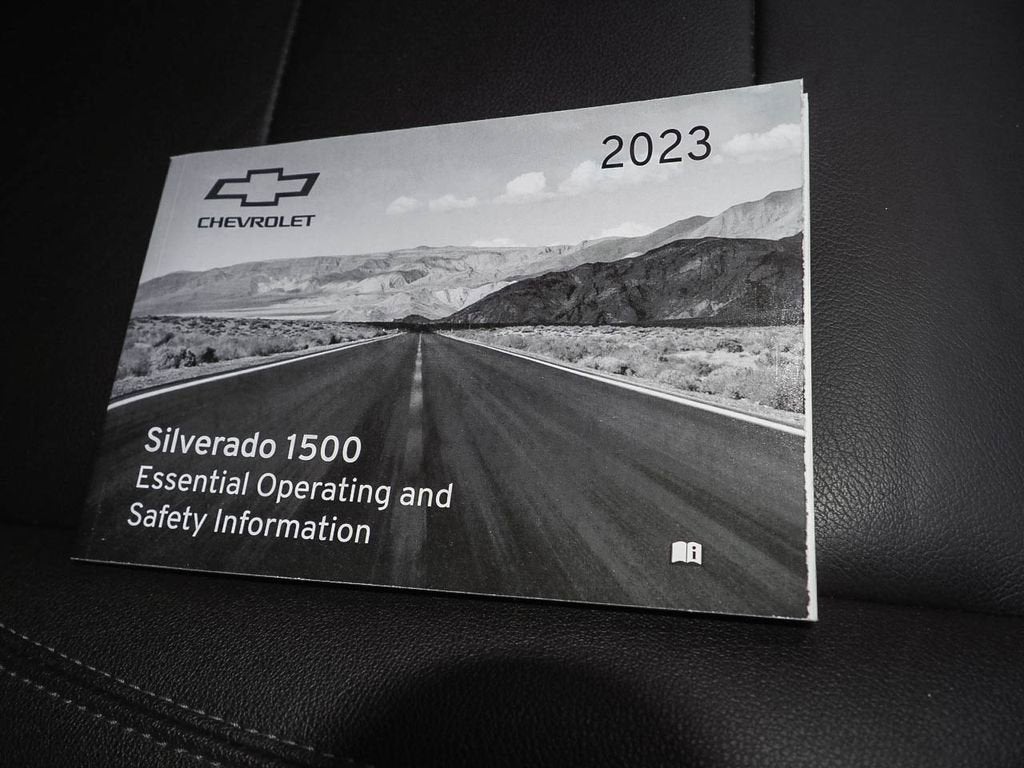 2023
CHEVROLET
Silverado 1500
Essential Operating and
Safety Information